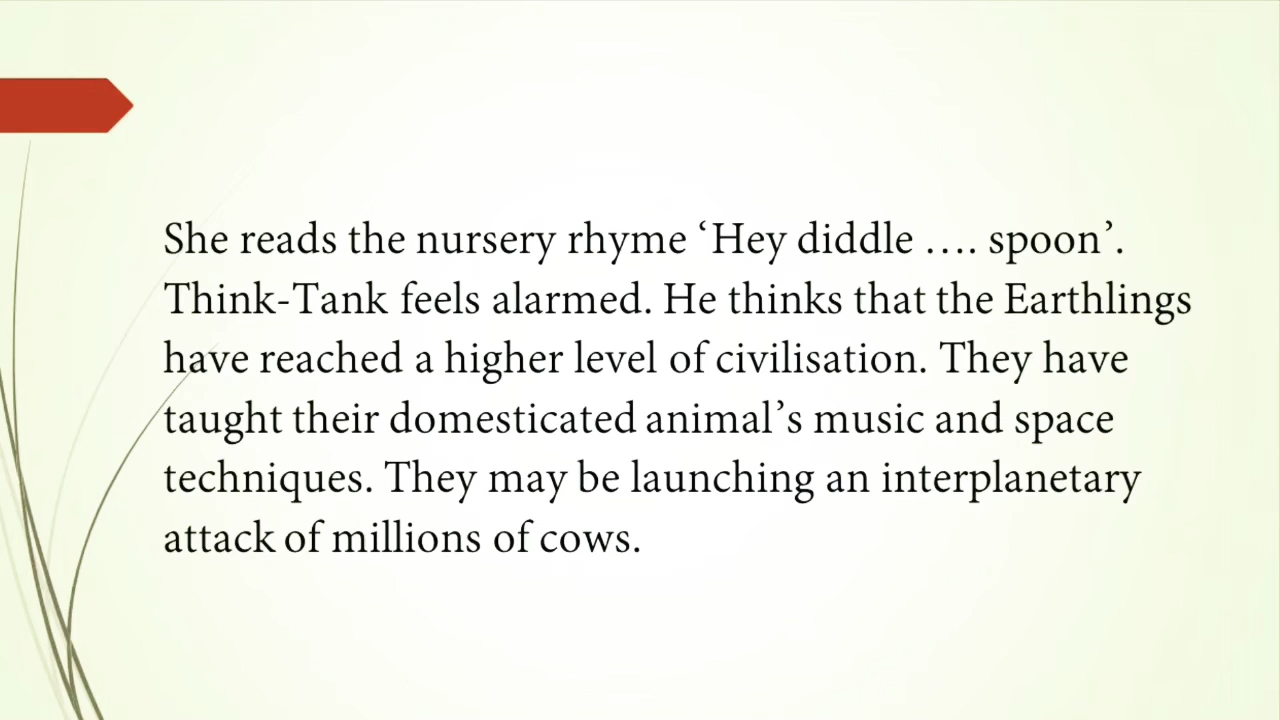 She reads the nursery rhyme ‘Hey diddle …. spoon’.
Think-Tank feels alarmed. He thinks that the Earthlings
have reached a higher level of civilisation. They have
taught their domesticated animal’s music and space
techniques. They may be launching an interplanetary
attack of millions of cows.